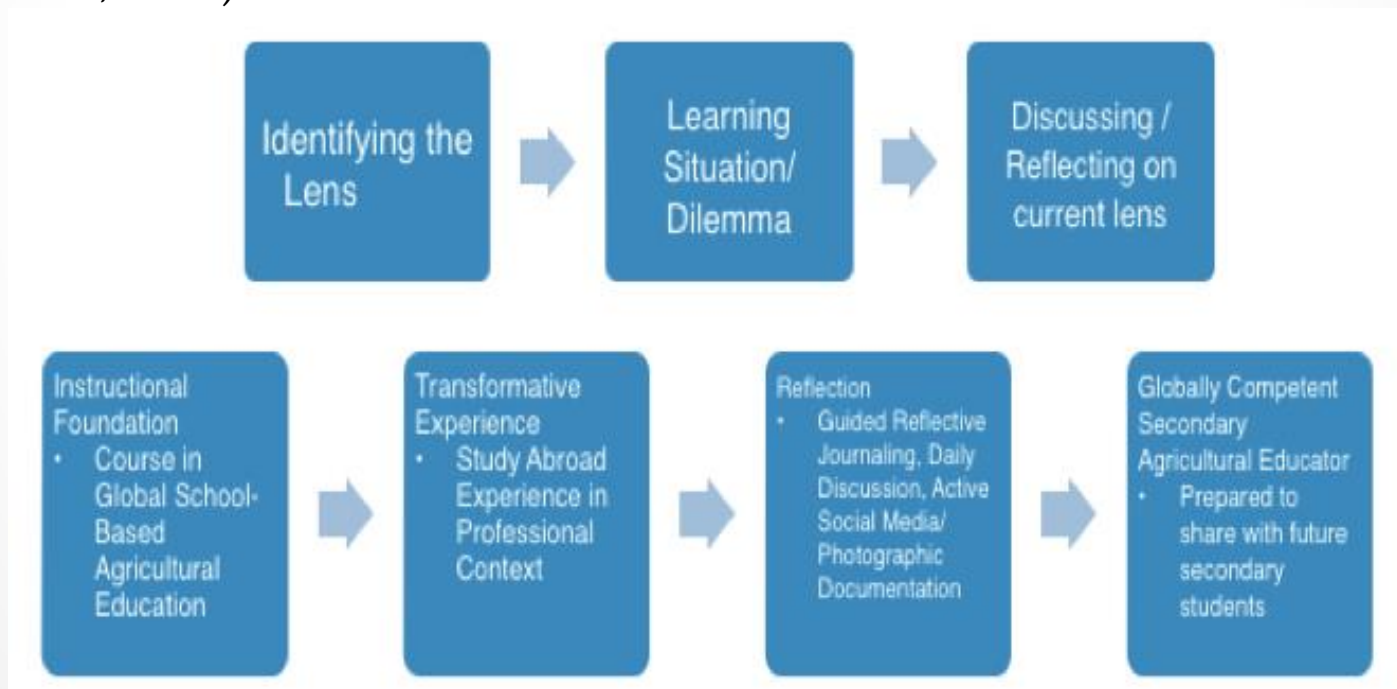 Identifying the
Lens
Learning
Situation/
Dilemma
Discussing /
Reflecting on
current lens
Instructional
Foundation
• Course in
Global School-
Based
Agricultural
Education
Transformative
Experience
• Study Abroad
Experience in
Professional
Context
Reflection
• Guided Reflective
Journaling, Daily
Discussion, Active
Social Media/
Photographic
Documentation
Globally Competent
Secondary
Agricultural Educator
• Prepared to
share with future
secondary
students